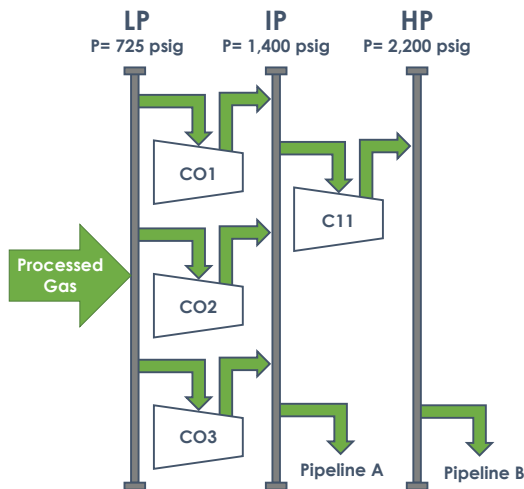 LP
P= 725 psig
IP
P= 1,400 psig
HP
P= 2,200 psig
CO1
C11
Processed
Gas
CO2
CO3
Pipeline A
Pipeline B